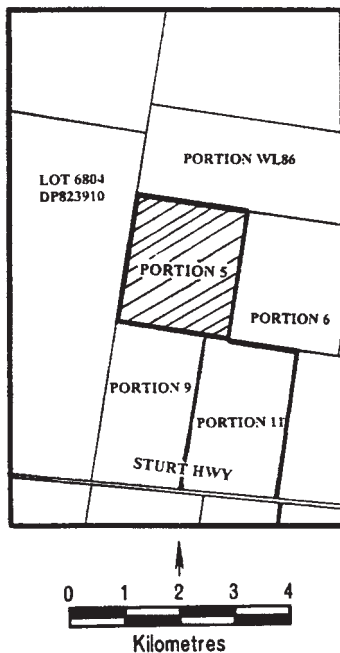 PORTION WL86
LOT 6804
DP823910
PORTION 5
PORTION 6
PORTION 9
PORTION 11
STURT HWY
0 1 2 3 4
Kilometres